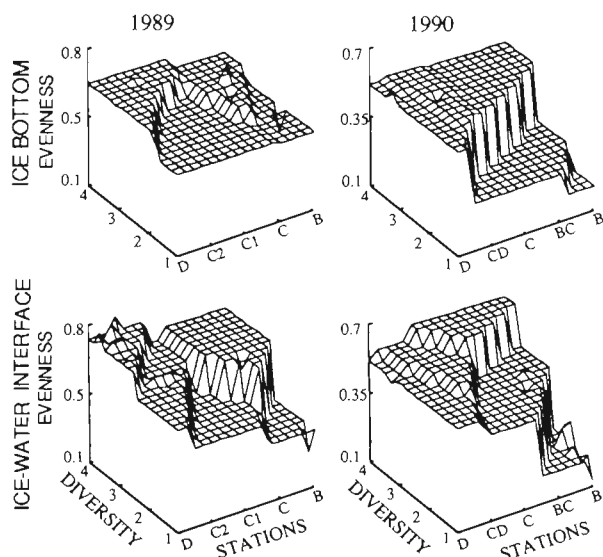 1989
1990
ICE BOTTOM
EVENNESS
0.8
0.5
0.1
4
3
2
1
D
C2
C1
C
B
0.7
0.35
0.1
4
3
2
1
D
CD
C
BC
B
ICE-WATER INTERFACE
EVENNESS
0.8
0.5
0.1
4
3
2
1
DIVERSITY
D
C2
C1
C
B
STATIONS
0.7
0.35
0.1
4
3
2
1
DIVERSITY
D
CD
C
BC
B
STATIONS